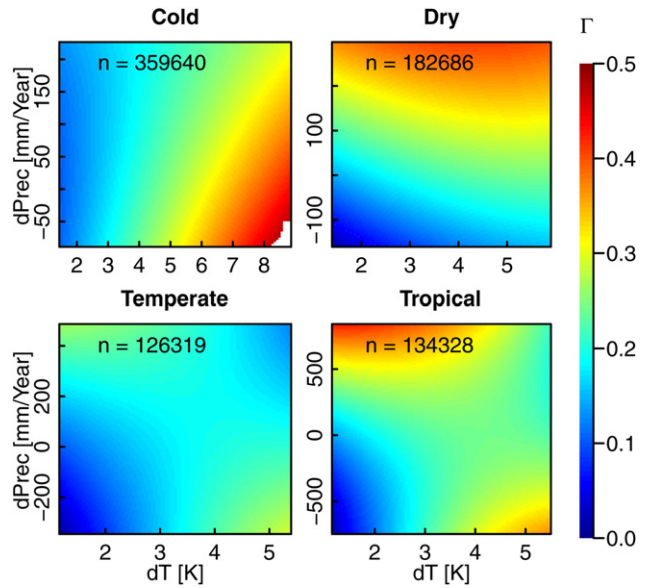 Cold
n = 359640
dPrec [mm/Year]
150
50
−50
2 3 4 5 6 7 8
Dry
n = 182686
100
−100
2 3 4 5
Γ
0.5
0.4
0.3
0.2
0.1
0.0
Temperate
n = 126319
dPrec [mm/Year]
200
0
−200
2 3 4 5
dT [K]
Tropical
n = 134328
500
0
−500
2 3 4 5
dT [K]